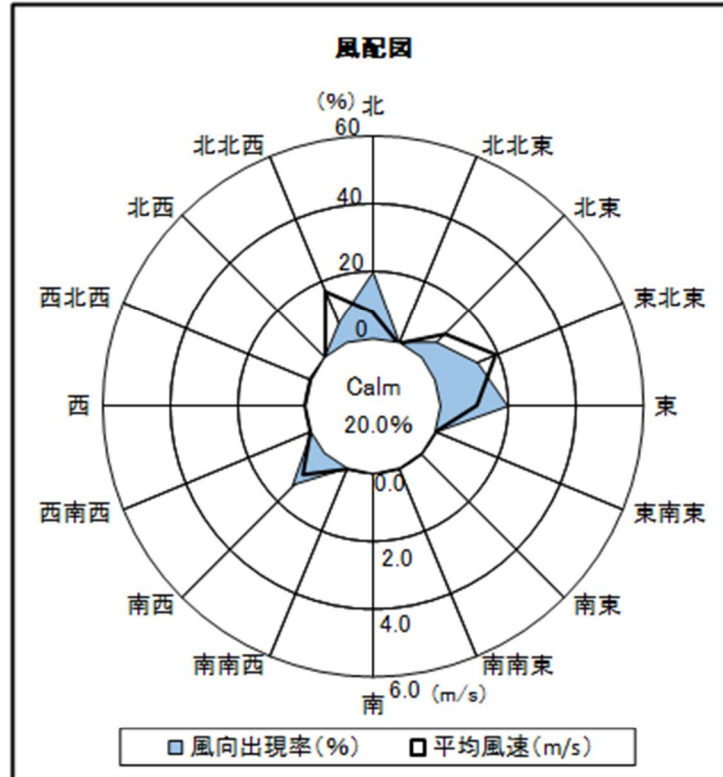 風配図
(%) 北
60
北北西
北北東
40
北西
北東
20
西北西
東北東
0
Calm
西
東
20.0%
0.0
西南西
東南東
2.0
南西
南東
4.0
南南西
南南東
南 6.0 (m/s)
風向出現率(%) 平均風速(m/s)